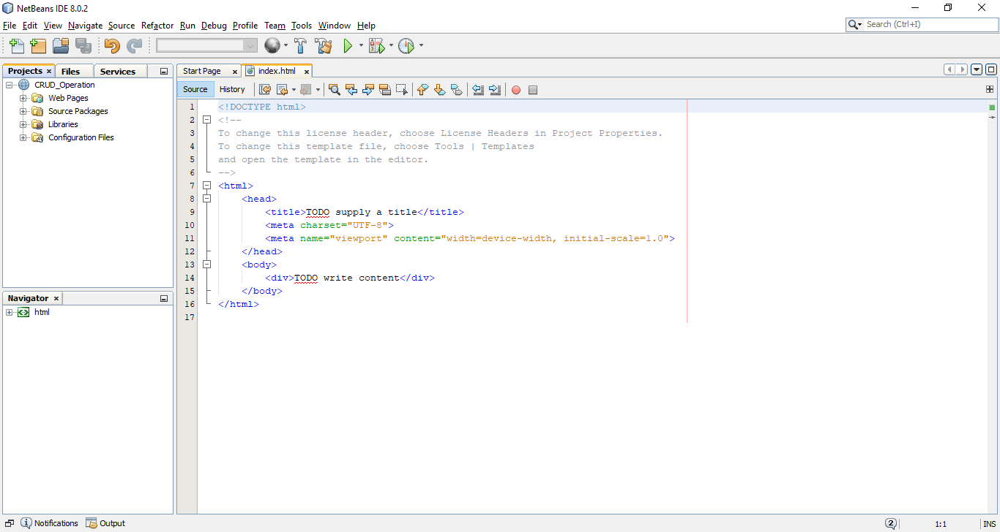 NetBeans IDE 8.0.2
File Edit View Navigate Source Refactor Run Debug Profile Team Tools Window Help
Search (Ctrl+I)
Projects Files Services
CRUD_Operation
Web Pages
Source Packages
Libraries
Configuration Files
Navigator
html
Start Page index.html
Source History
1 <!DOCTYPE html>
2 <!--
3 To change this license header, choose License Headers in Project Properties.
4 To change this template file, choose Tools | Templates
5 and open the template in the editor.
6 -->
7 <html>
8 <head>
9 <title>TODO supply a title</title>
10 <meta charset="UTF-8">
11 <meta name="viewport" content="width=device-width, initial-scale=1.0">
12 </head>
13 <body>
14 <div>TODO write content</div>
15 </body>
16 </html>
17
Notifications Output
2 1:1 INS